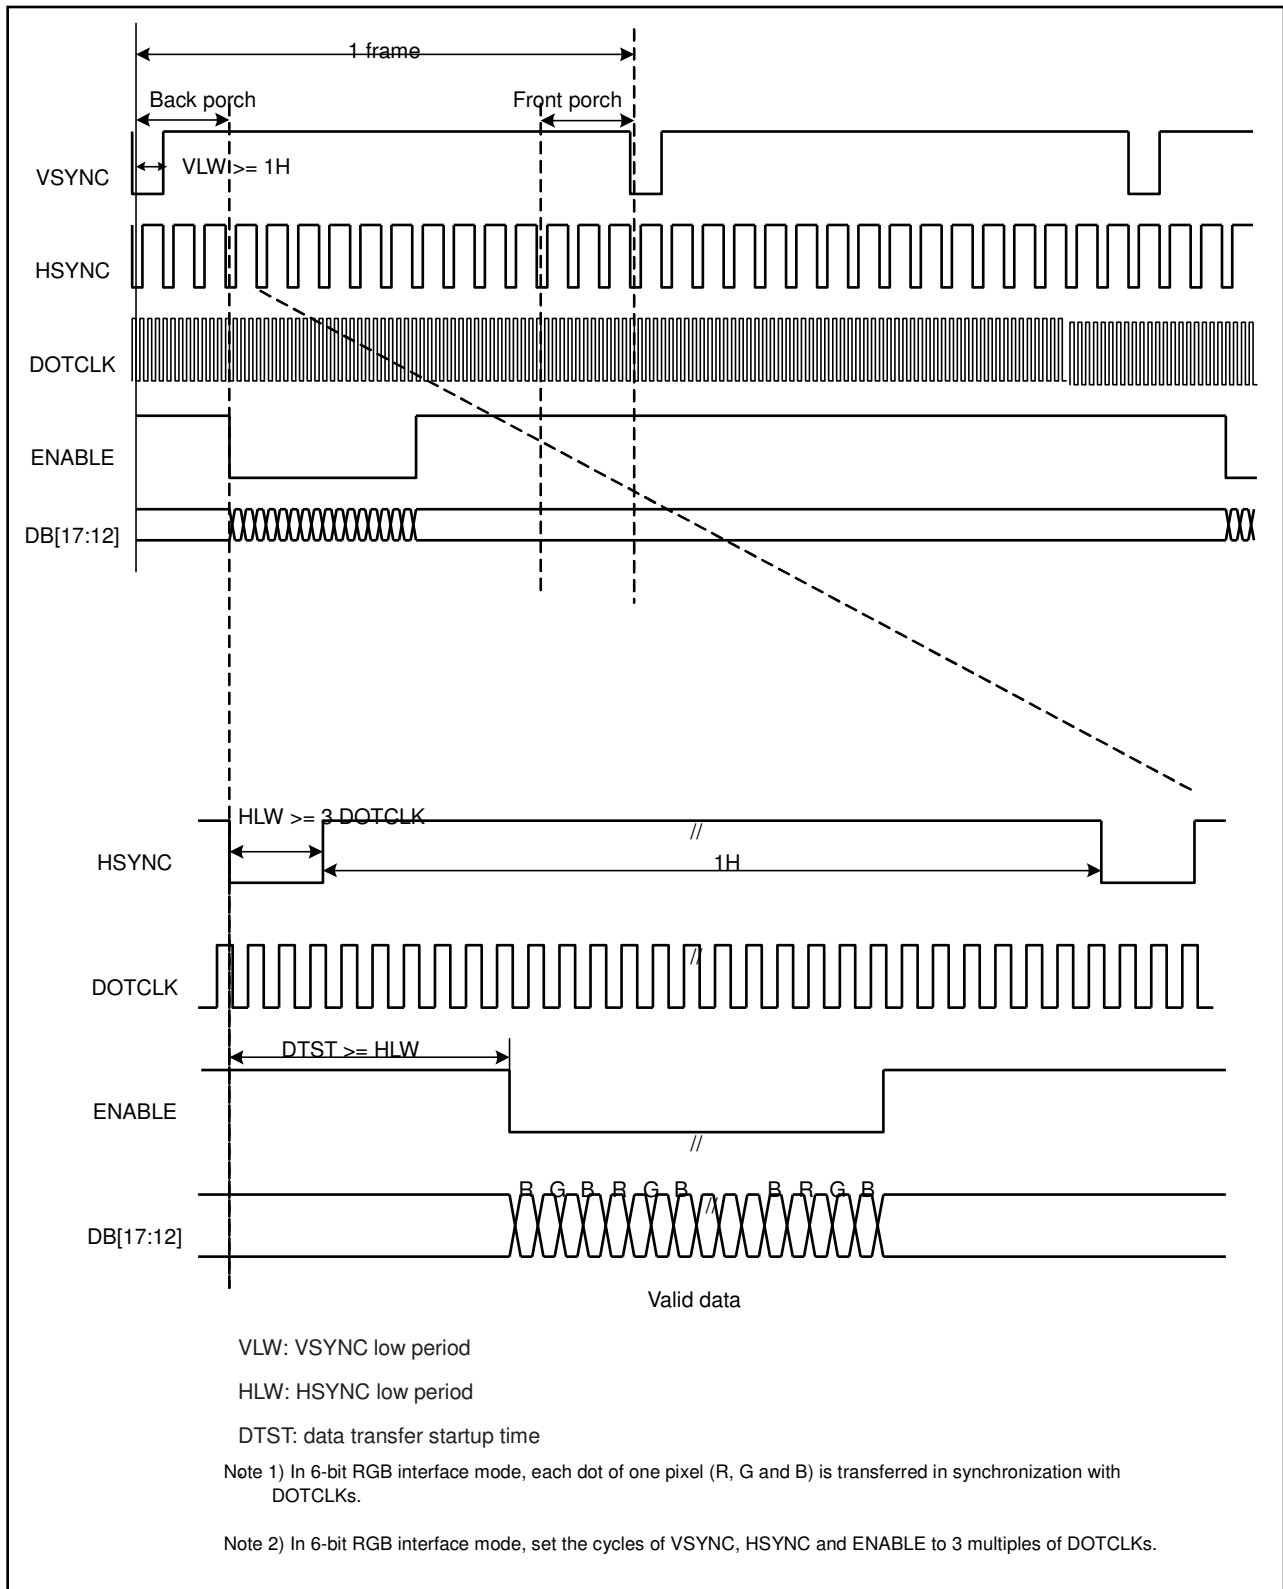 1 frame
Back porch
Front porch
VLW >= 1H
VSYNC
HSYNC
DOTCLK
ENABLE
DB[17:12]
HLW >= 3 DOTCLK
//
HSYNC
1H
//
DOTCLK
DTST >= HLW
ENABLE
//
R G B R G B // B R G B
DB[17:12]
Valid data
VLW: VSYNC low period
HLW: HSYNC low period
DTST: data transfer startup time
Note 1) In 6-bit RGB interface mode, each dot of one pixel (R, G and B) is transferred in synchronization with
DOTCLKs.
Note 2) In 6-bit RGB interface mode, set the cycles of VSYNC, HSYNC and ENABLE to 3 multiples of DOTCLKs.